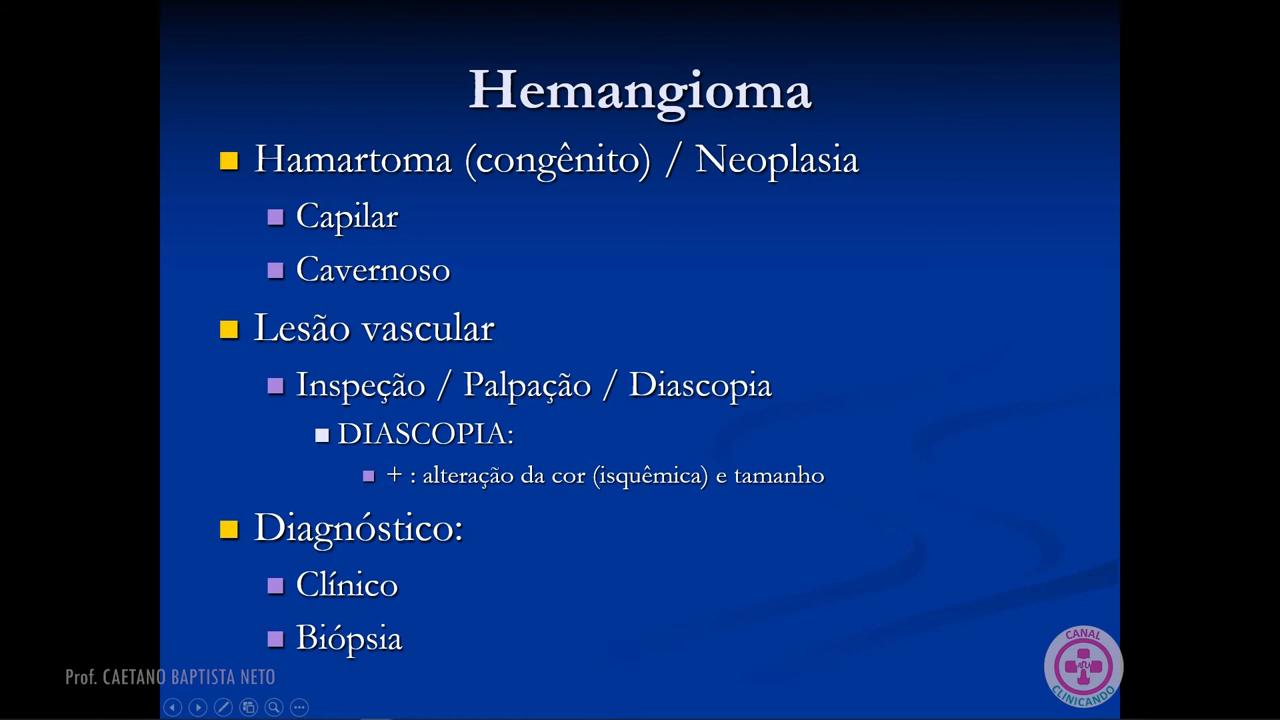 Hemangioma
Hamartoma (congênito) / Neoplasia
Capilar
Cavernoso
Lesão vascular
Inspeção / Palpação / Diascopia
DIASCOPIA:
+ : alteração da cor (isquêmica) e tamanho
Diagnóstico:
Clínico
Biópsia
Prof. CAETANO BAPTISTA NETO
CANAL
CLINICANDO